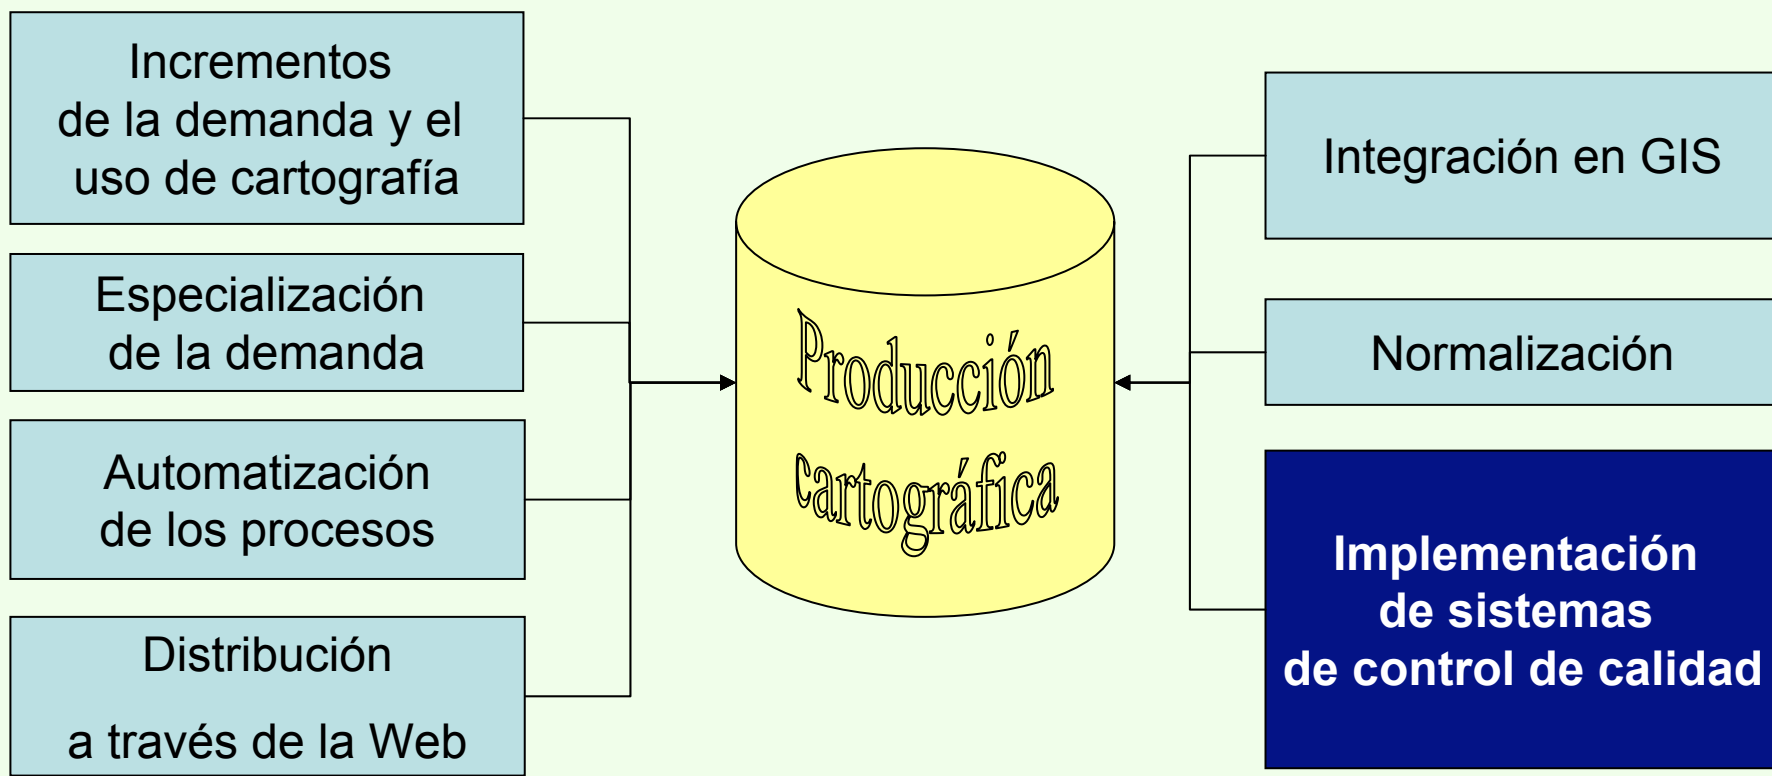 Incrementos
de la demanda y el
uso de cartografía
Especialización
de la demanda
Automatización
de los procesos
Distribución
a través de la Web
Producción
cartográfica
Integración en GIS
Normalización
Implementación
de sistemas
de control de calidad